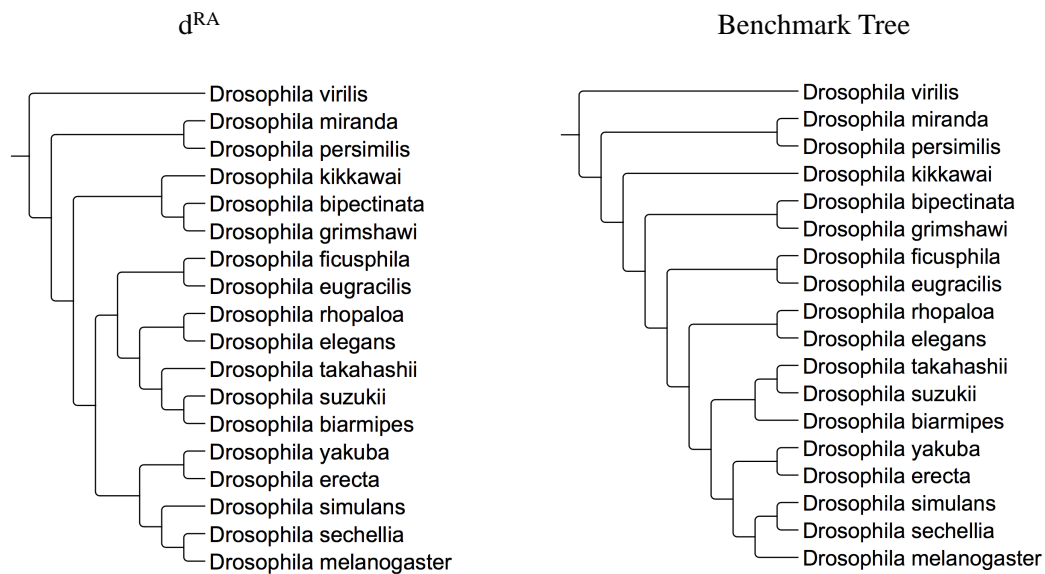 d^RA
Drosophila virilis
Drosophila miranda
Drosophila persimilis
Drosophila kikkawai
Drosophila bipectinata
Drosophila grimshawi
Drosophila ficusphila
Drosophila eugracilis
Drosophila rhopaloa
Drosophila elegans
Drosophila takahashii
Drosophila suzukii
Drosophila biarmipes
Drosophila yakuba
Drosophila erecta
Drosophila simulans
Drosophila sechellia
Drosophila melanogaster
Benchmark Tree
Drosophila virilis
Drosophila miranda
Drosophila persimilis
Drosophila kikkawai
Drosophila bipectinata
Drosophila grimshawi
Drosophila ficusphila
Drosophila eugracilis
Drosophila rhopaloa
Drosophila elegans
Drosophila takahashii
Drosophila suzukii
Drosophila biarmipes
Drosophila yakuba
Drosophila erecta
Drosophila simulans
Drosophila sechellia
Drosophila melanogaster